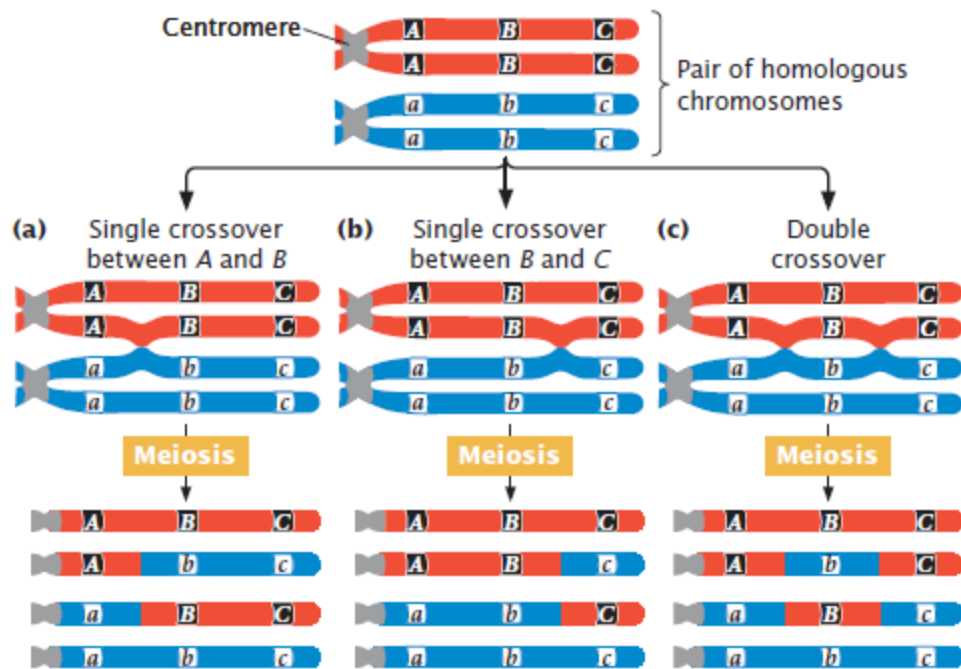 Centromere
A B C
A B C
a b c
a b c
Pair of homologous
chromosomes
(a) Single crossover
between A and B
(b) Single crossover
between B and C
(c) Double
crossover
A B C
A B C
a b c
a b c
A B C
A B C
a b c
a b c
A B C
A B C
a b c
a b c
Meiosis
Meiosis
Meiosis
A B C
A b c
a B C
a b c
A B C
A B c
a b C
a b c
A B C
A b C
a B c
a b c